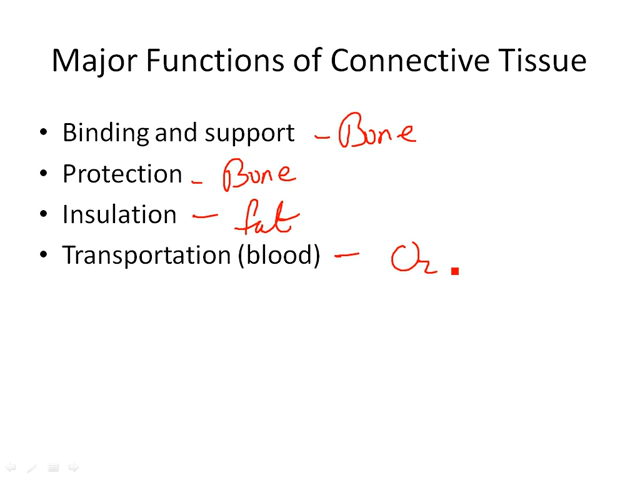 Major Functions of Connective Tissue
• Binding and support – Bone
• Protection – Bone
• Insulation – fat
• Transportation (blood) – O2